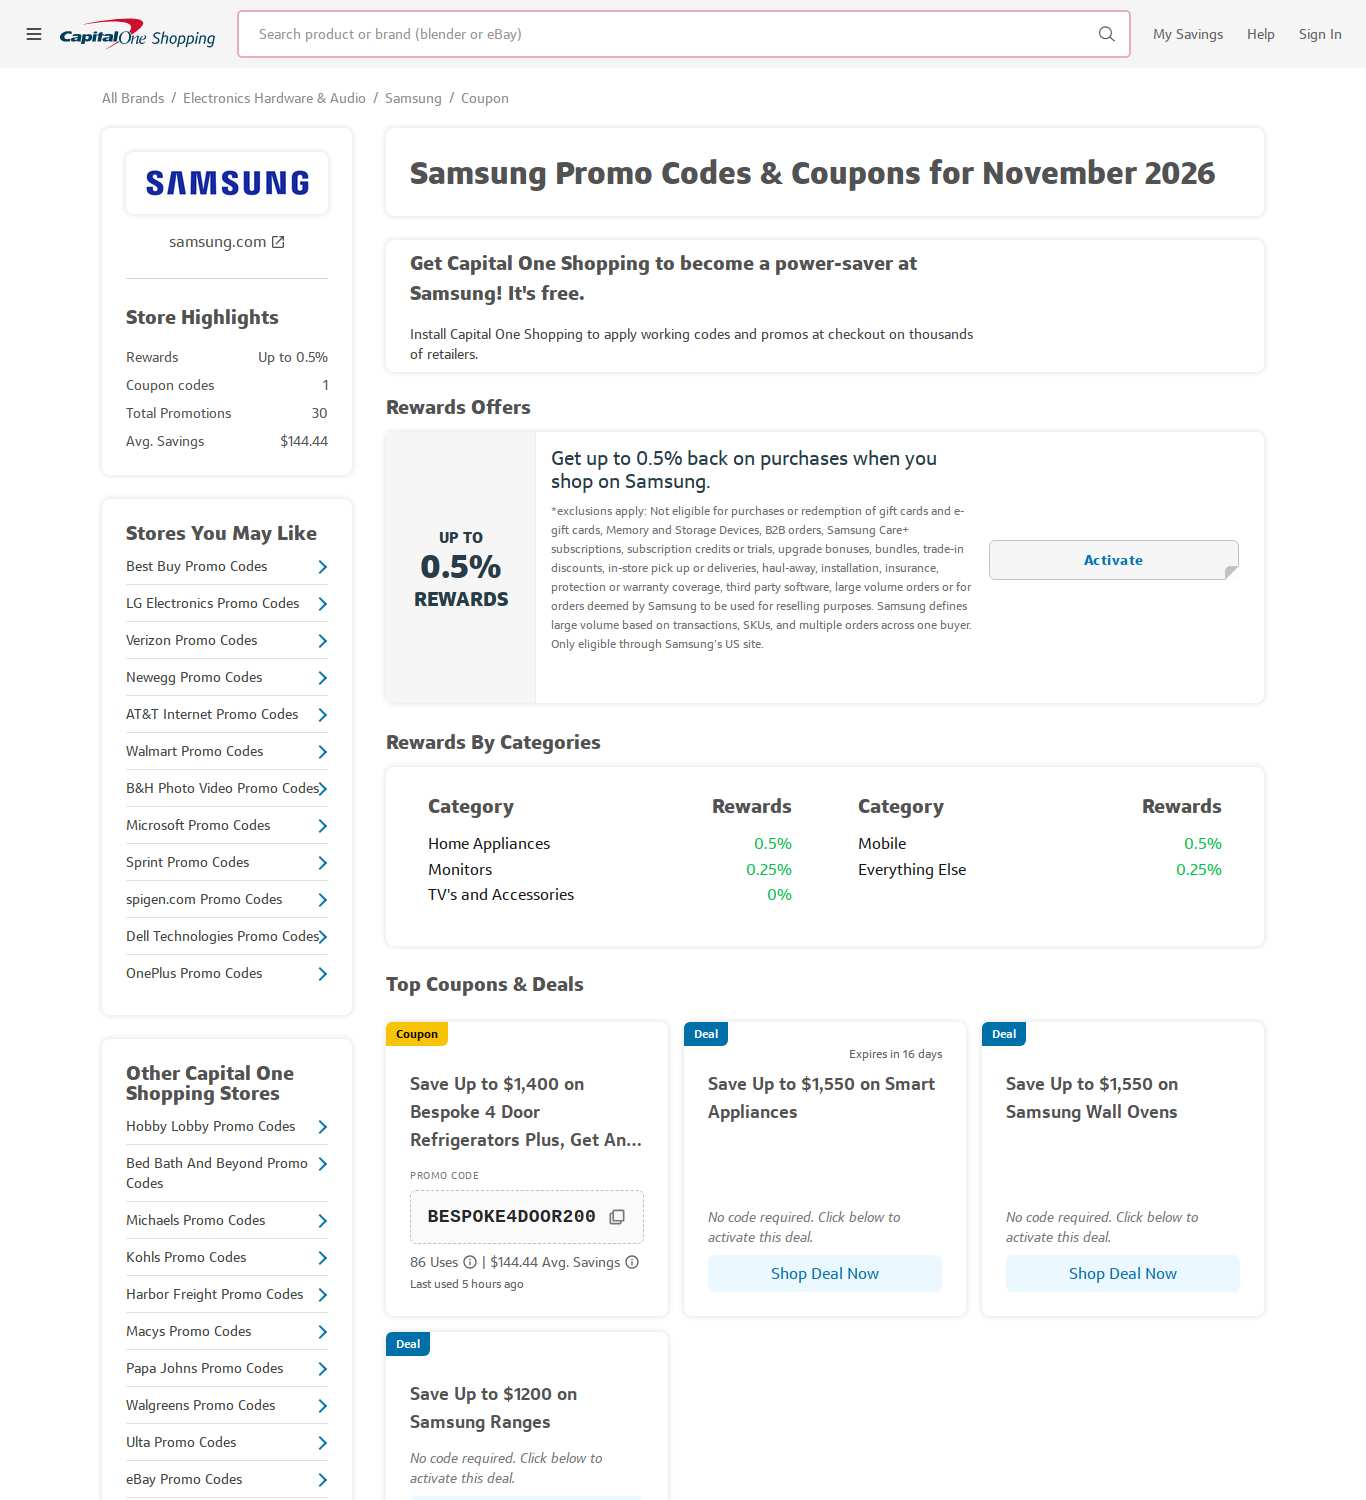 Capital One Shopping
Search product or brand (blender or eBay)
My Savings
Help
Sign In
All Brands / Electronics Hardware & Audio / Samsung / Coupon
SAMSUNG
samsung.com
Store Highlights
Rewards Up to 0.5%
Coupon codes 1
Total Promotions 30
Avg. Savings $144.44
Stores You May Like
Best Buy Promo Codes
LG Electronics Promo Codes
Verizon Promo Codes
Newegg Promo Codes
AT&T Internet Promo Codes
Walmart Promo Codes
B&H Photo Video Promo Codes
Microsoft Promo Codes
Sprint Promo Codes
spigen.com Promo Codes
Dell Technologies Promo Codes
OnePlus Promo Codes
Other Capital One
Shopping Stores
Hobby Lobby Promo Codes
Bed Bath And Beyond Promo
Codes
Michaels Promo Codes
Kohls Promo Codes
Harbor Freight Promo Codes
Macys Promo Codes
Papa Johns Promo Codes
Walgreens Promo Codes
Ulta Promo Codes
eBay Promo Codes
Samsung Promo Codes & Coupons for November 2026
Get Capital One Shopping to become a power-saver at
Samsung! It's free.
Install Capital One Shopping to apply working codes and promos at checkout on thousands
of retailers.
Rewards Offers
UP TO
0.5%
REWARDS
Get up to 0.5% back on purchases when you
shop on Samsung.
*exclusions apply: Not eligible for purchases or redemption of gift cards and e-
gift cards, Memory and Storage Devices, B2B orders, Samsung Care+
subscriptions, subscription credits or trials, upgrade bonuses, bundles, trade-in
discounts, in-store pick up or deliveries, haul-away, installation, insurance,
protection or warranty coverage, third party software, large volume orders or for
orders deemed by Samsung to be used for reselling purposes. Samsung defines
large volume based on transactions, SKUs, and multiple orders across one buyer.
Only eligible through Samsung's US site.
Activate
Rewards By Categories
Category Rewards
Home Appliances 0.5%
Monitors 0.25%
TV's and Accessories 0%
Category Rewards
Mobile 0.5%
Everything Else 0.25%
Top Coupons & Deals
Coupon
Save Up to $1,400 on
Bespoke 4 Door
Refrigerators Plus, Get An...
PROMO CODE
BESPOKE4DOOR200
86 Uses | $144.44 Avg. Savings
Last used 5 hours ago
Deal
Expires in 16 days
Save Up to $1,550 on Smart
Appliances
No code required. Click below to
activate this deal.
Shop Deal Now
Deal
Save Up to $1,550 on
Samsung Wall Ovens
No code required. Click below to
activate this deal.
Shop Deal Now
Deal
Save Up to $1200 on
Samsung Ranges
No code required. Click below to
activate this deal.